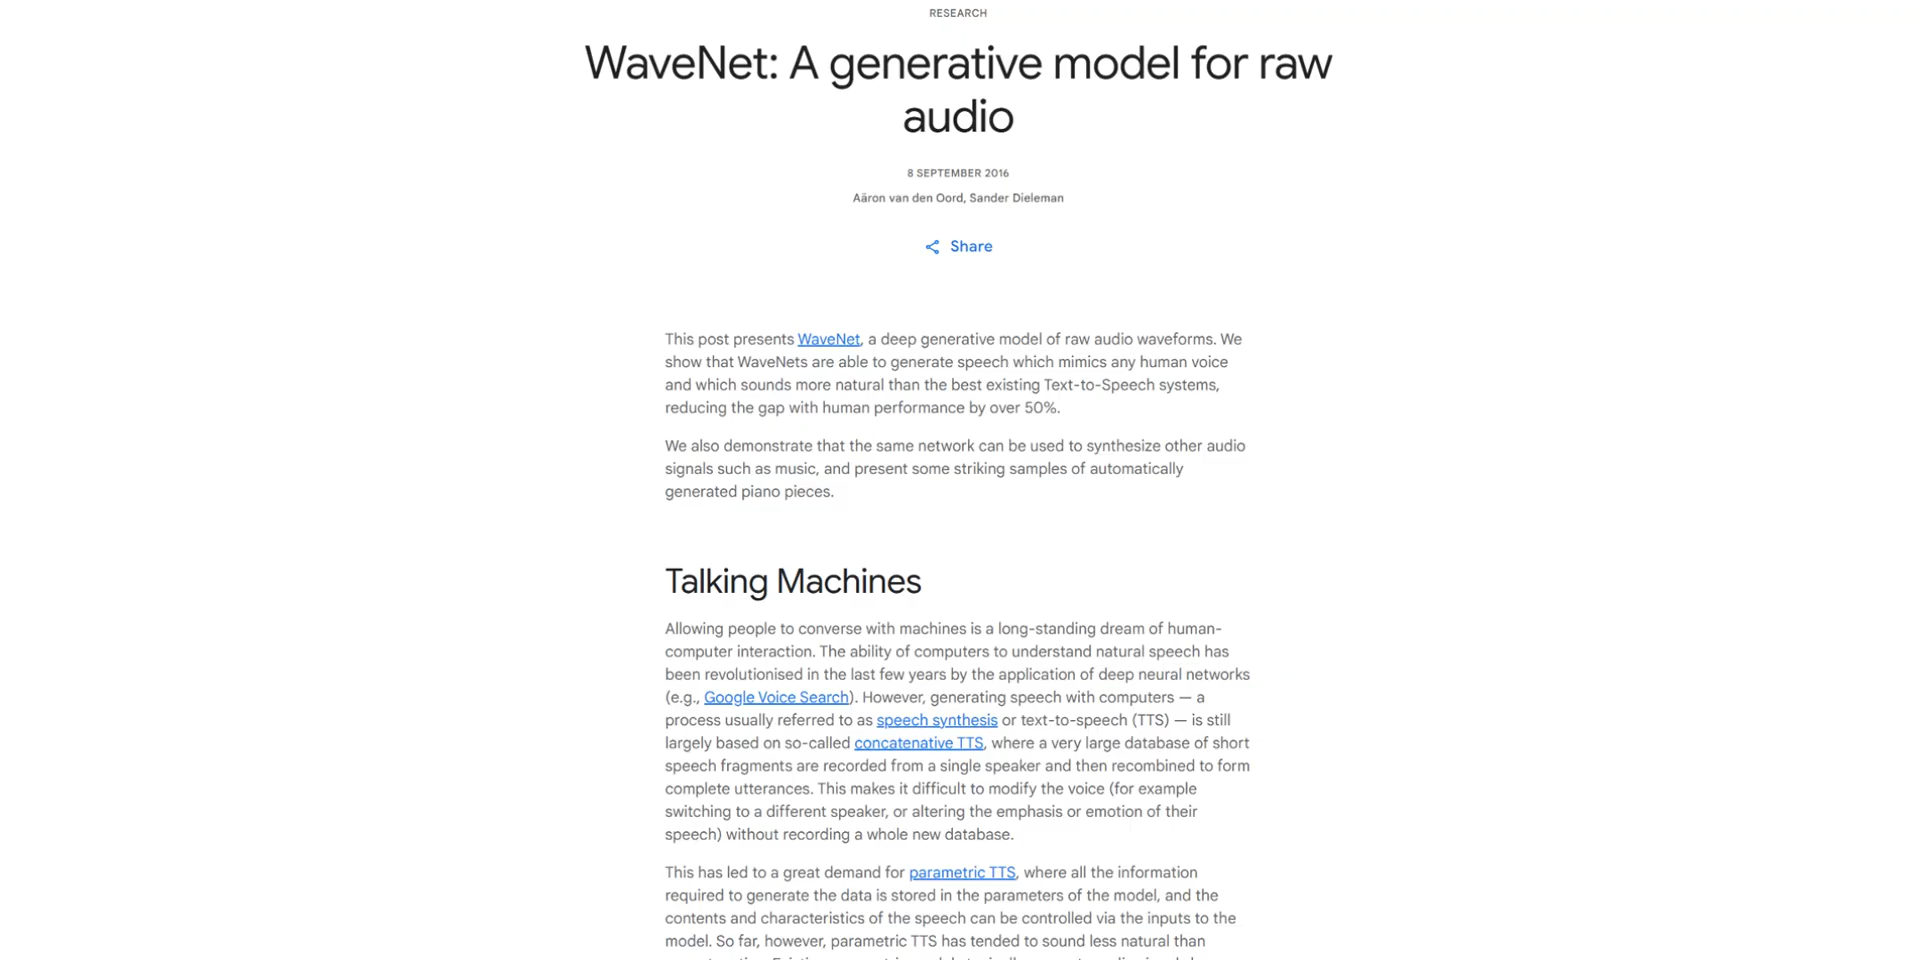 RESEARCH
WaveNet: A generative model for raw
audio
8 SEPTEMBER 2016
Aäron van den Oord, Sander Dieleman
Share
This post presents WaveNet, a deep generative model of raw audio waveforms. We
show that WaveNets are able to generate speech which mimics any human voice
and which sounds more natural than the best existing Text-to-Speech systems,
reducing the gap with human performance by over 50%.
We also demonstrate that the same network can be used to synthesize other audio
signals such as music, and present some striking samples of automatically
generated piano pieces.
Talking Machines
Allowing people to converse with machines is a long-standing dream of human-
computer interaction. The ability of computers to understand natural speech has
been revolutionised in the last few years by the application of deep neural networks
(e.g., Google Voice Search). However, generating speech with computers — a
process usually referred to as speech synthesis or text-to-speech (TTS) — is still
largely based on so-called concatenative TTS, where a very large database of short
speech fragments are recorded from a single speaker and then recombined to form
complete utterances. This makes it difficult to modify the voice (for example
switching to a different speaker, or altering the emphasis or emotion of their
speech) without recording a whole new database.
This has led to a great demand for parametric TTS, where all the information
required to generate the data is stored in the parameters of the model, and the
contents and characteristics of the speech can be controlled via the inputs to the
model. So far, however, parametric TTS has tended to sound less natural than